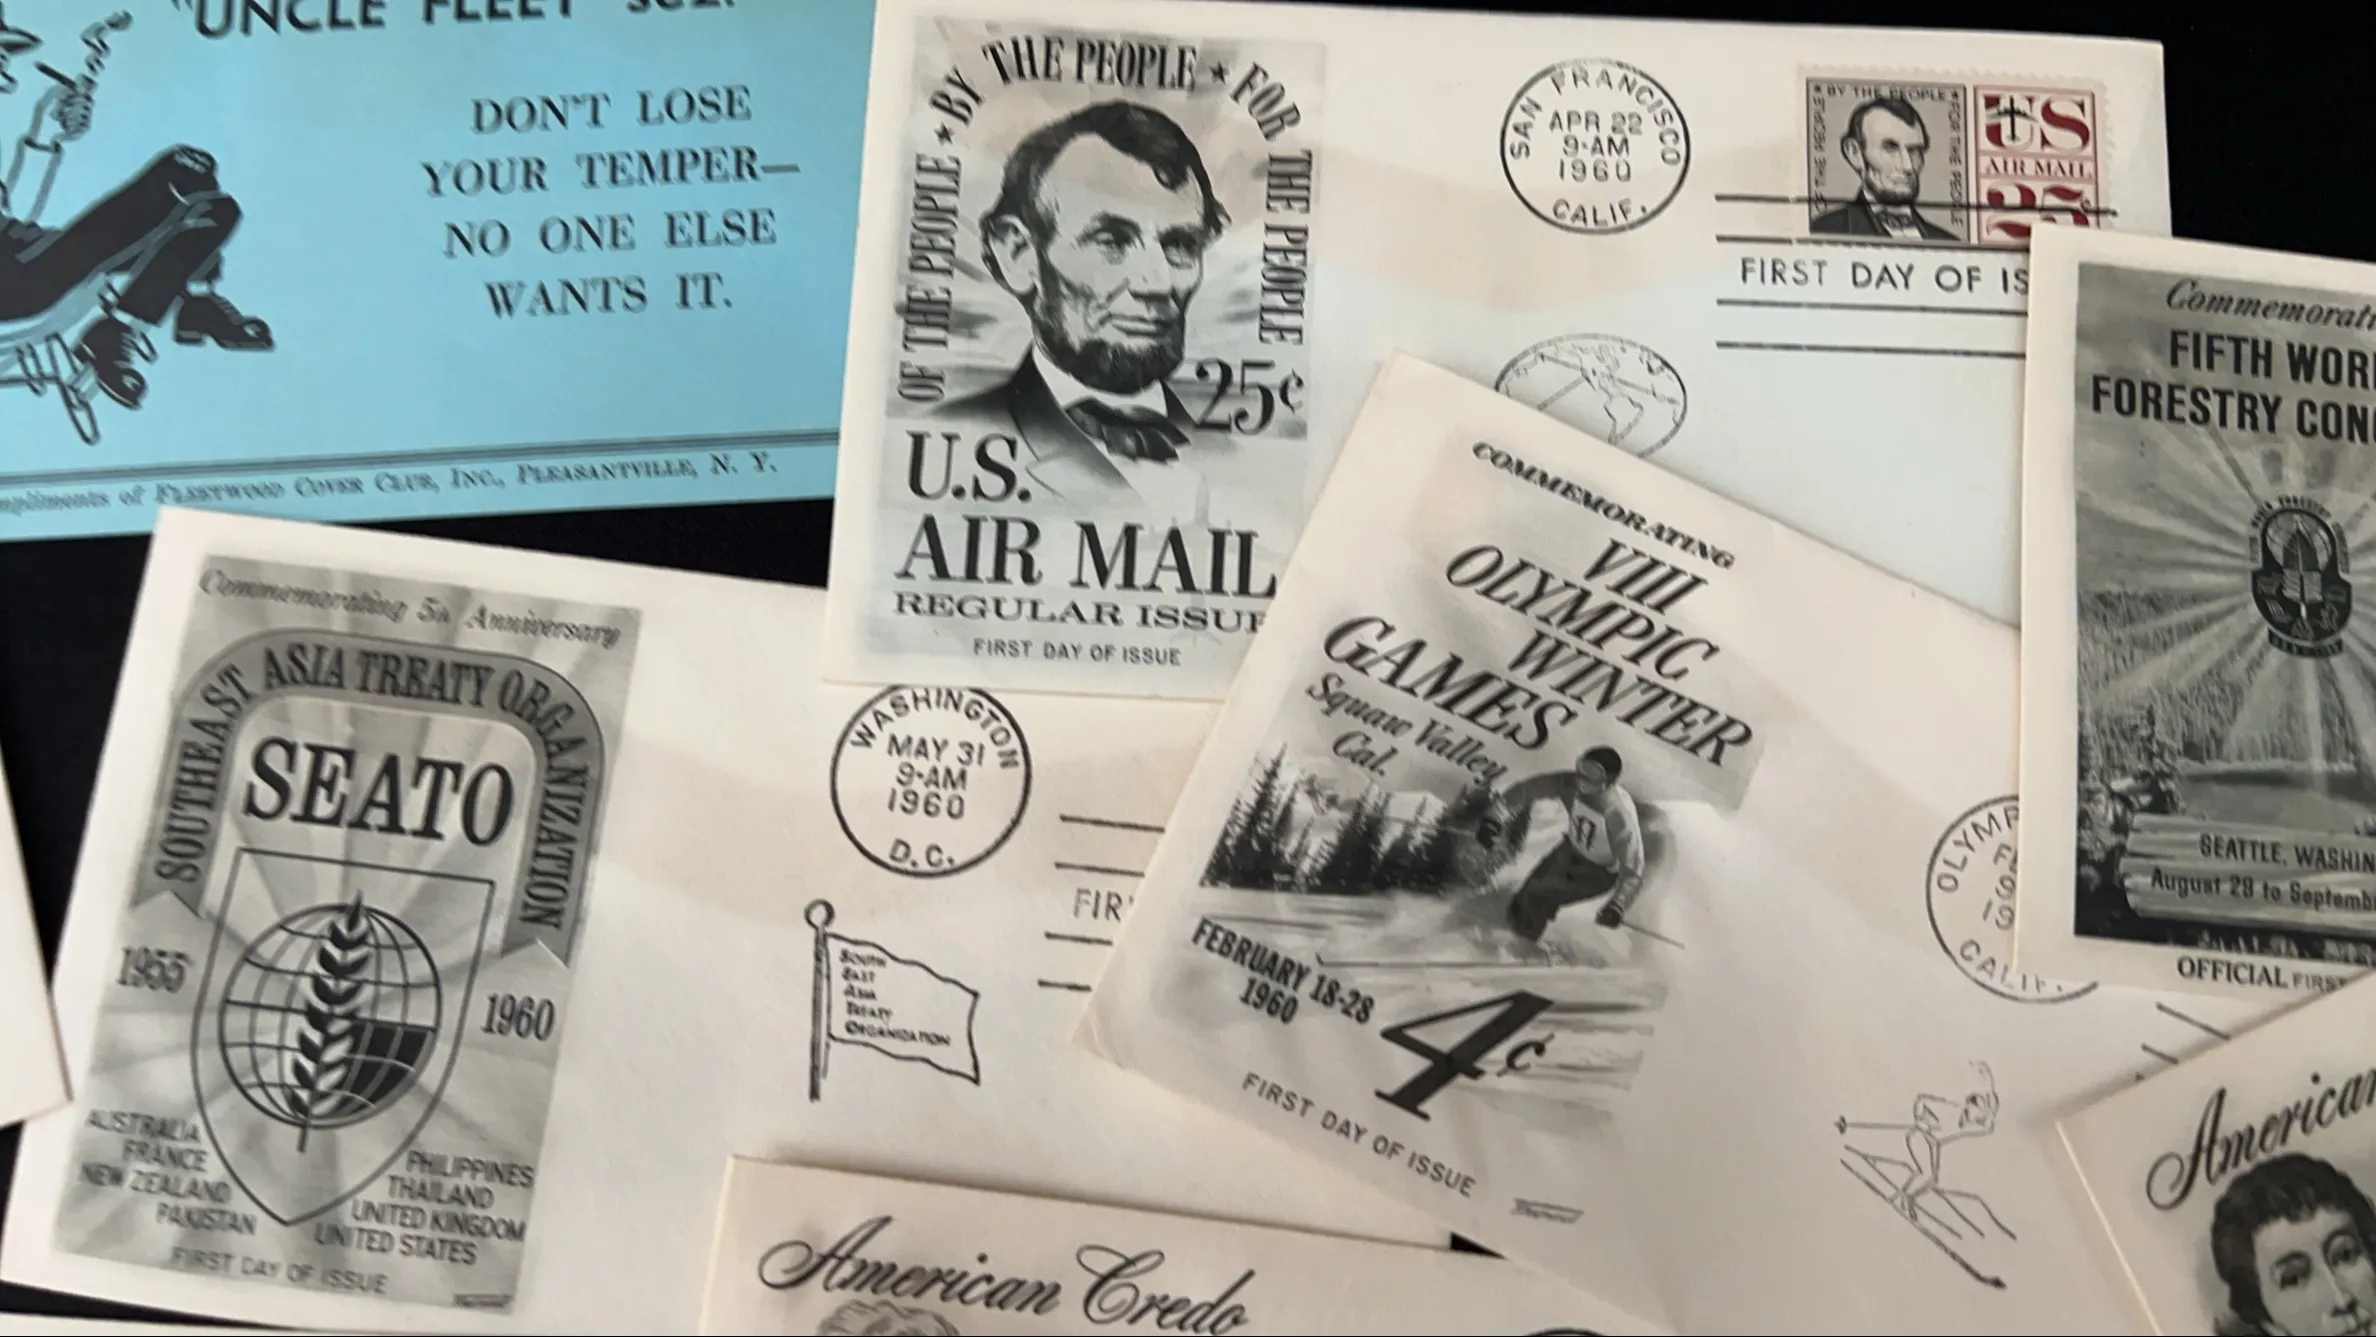 "UNCLE FLEET"
DON'T LOSE
YOUR TEMPER—
NO ONE ELSE
WANTS IT.
of FLEETWOOD COVER CLUB, INC., PLEASANTVILLE, N. Y.
OF THE PEOPLE ★ BY THE PEOPLE ★ FOR THE PEOPLE
25¢
U.S.
AIR MAIL
REGULAR ISSUE
FIRST DAY OF ISSUE
SAN FRANCISCO
APR 22
9-AM
1960
CALIF.
OF THE PEOPLE ★ BY THE PEOPLE ★ FOR THE PEOPLE
US
AIR MAIL
25
FIRST DAY OF IS
FIFTH
FORESTRY
SEATTLE,
August 29 to
OFFICIAL FIRST
Commemorating 5th Anniversary
SOUTHEAST ASIA TREATY ORGANIZATION
SEATO
1955
1960
AUSTRALIA
FRANCE
NEW ZEALAND
PAKISTAN
PHILIPPINES
THAILAND
UNITED KINGDOM
UNITED STATES
FIRST DAY OF ISSUE
WASHINGTON
MAY 31
9-AM
1960
D.C.
FIR
SOUTH
EAST
ASIA
TREATY
ORGANIZATION
COMMEMORATING
VIII
OLYMPIC
WINTER
GAMES
Squaw Valley
Cal.
17
FEBRUARY 18-28
1960
4¢
FIRST DAY OF ISSUE
OLYMP
CALIF.
American Credo
American